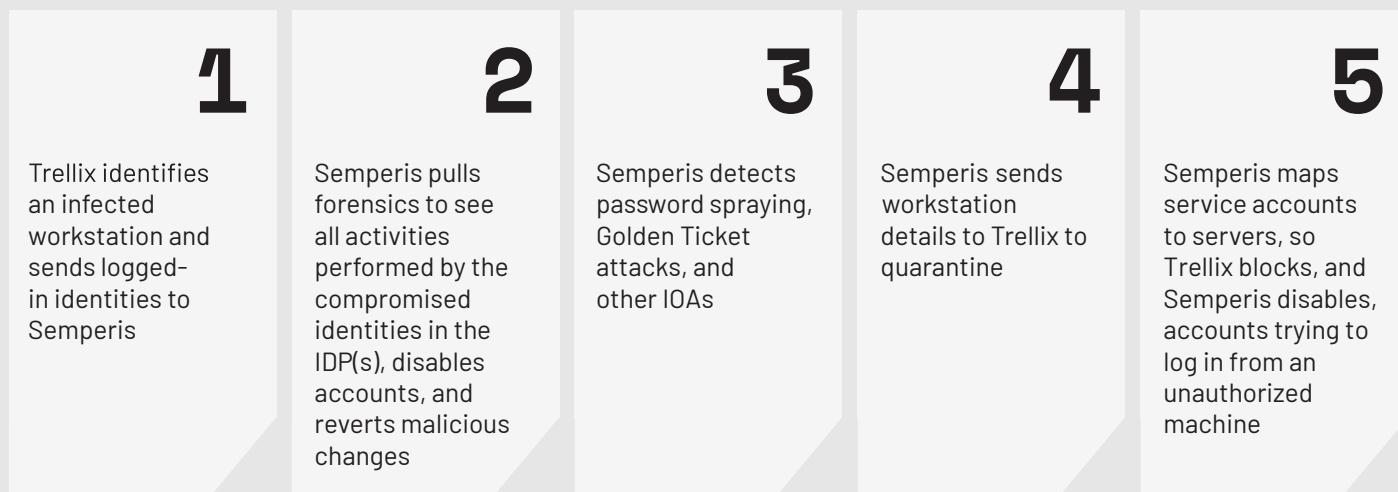 1
Trellix identifies
an infected
workstation and
sends logged-
in identities to
Semperis
2
Semperis pulls
forensics to see
all activities
performed by the
compromised
identities in the
IDP(s), disables
accounts, and
reverts malicious
changes
3
Semperis detects
password spraying,
Golden Ticket
attacks, and
other IOAs
4
Semperis sends
workstation
details to Trellix to
quarantine
5
Semperis maps
service accounts
to servers, so
Trellix blocks, and
Semperis disables,
accounts trying to
log in from an
unauthorized
machine